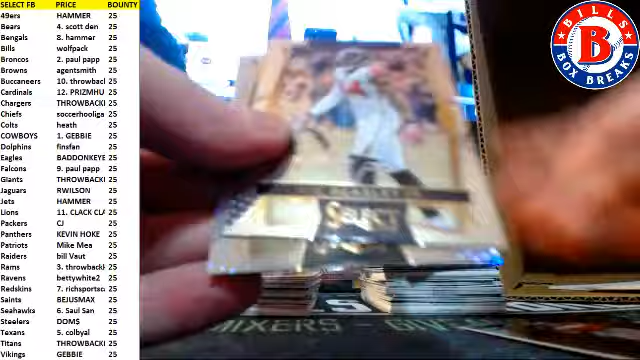 SELECT FB PRICE BOUNTY
49ers HAMMER 25
Bears 4. scott den 25
Bengals 8. hammer 25
Bills wolfpack 25
Broncos 2. paul papp 25
Browns agentsmith 25
Buccaneers 10. throwbacl 25
Cardinals 12. PRIZMHU 25
Chargers THROWBACKI 25
Chiefs soccerhooliga 25
Colts heath 25
COWBOYS 1. GEBBIE 25
Dolphins finsfan 25
Eagles BADDONKEYE 25
Falcons 9. paul papp 25
Giants THROWBACKI 25
Jaguars RWILSON 25
Jets HAMMER 25
Lions 11. CLACK CLA 25
Packers CJ 25
Panthers KEVIN HOKE 25
Patriots Mike Mea 25
Raiders bill Vaut 25
Rams 3. throwbackl 25
Ravens bettywhite2 25
Redskins 7. richsportsc 25
Saints BEJUSMAX 25
Seahawks 6. Saul San 25
Steelers DOM$ 25
Texans 5. colbyal 25
Titans THROWBACKI 25
Vikings GEBBIE 25
BILLS
B
BOX BREAKS
SELECT
MIXERS